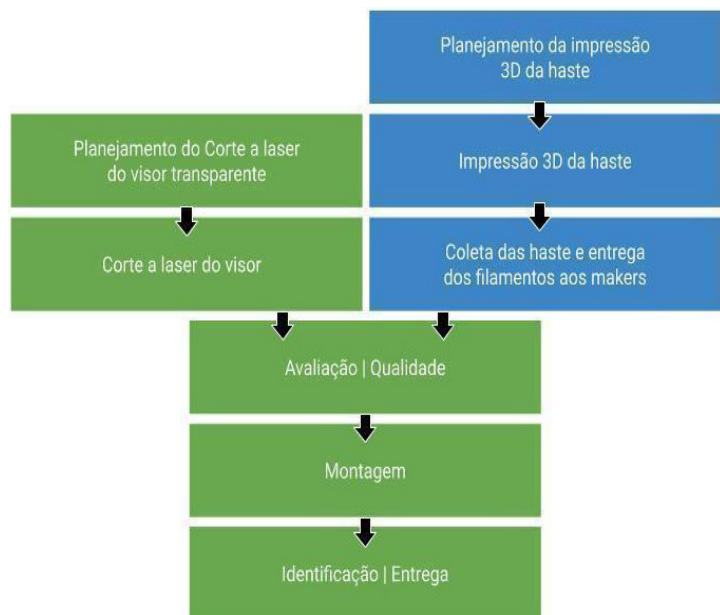 Planejamento da impressão
3D da haste
Planejamento do Corte a laser
do visor transparente
Impressão 3D da haste
Corte a laser do visor
Coleta das haste e entrega
dos filamentos aos makers
Avaliação | Qualidade
Montagem
Identificação | Entrega